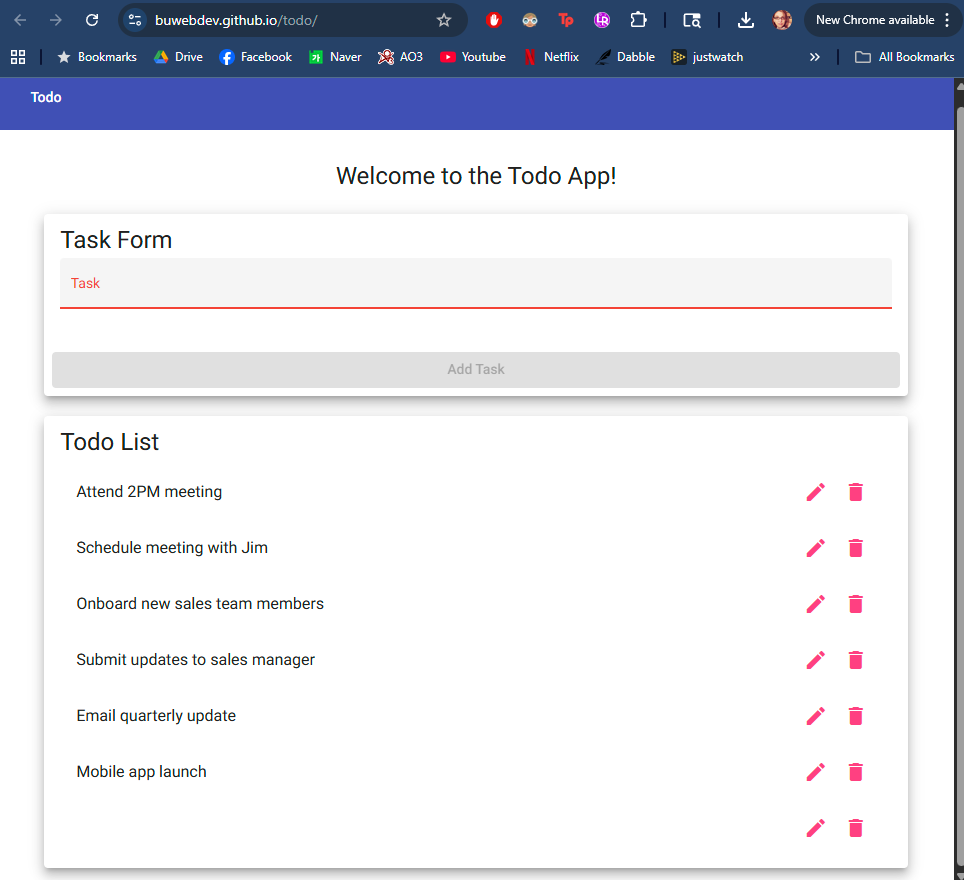 buwebdev.github.io/todo/
New Chrome available
Bookmarks Drive Facebook Naver AO3 Youtube Netflix Dabble justwatch » All Bookmarks
Todo
Welcome to the Todo App!
Task Form
Task
Add Task
Todo List
Attend 2PM meeting
Schedule meeting with Jim
Onboard new sales team members
Submit updates to sales manager
Email quarterly update
Mobile app launch